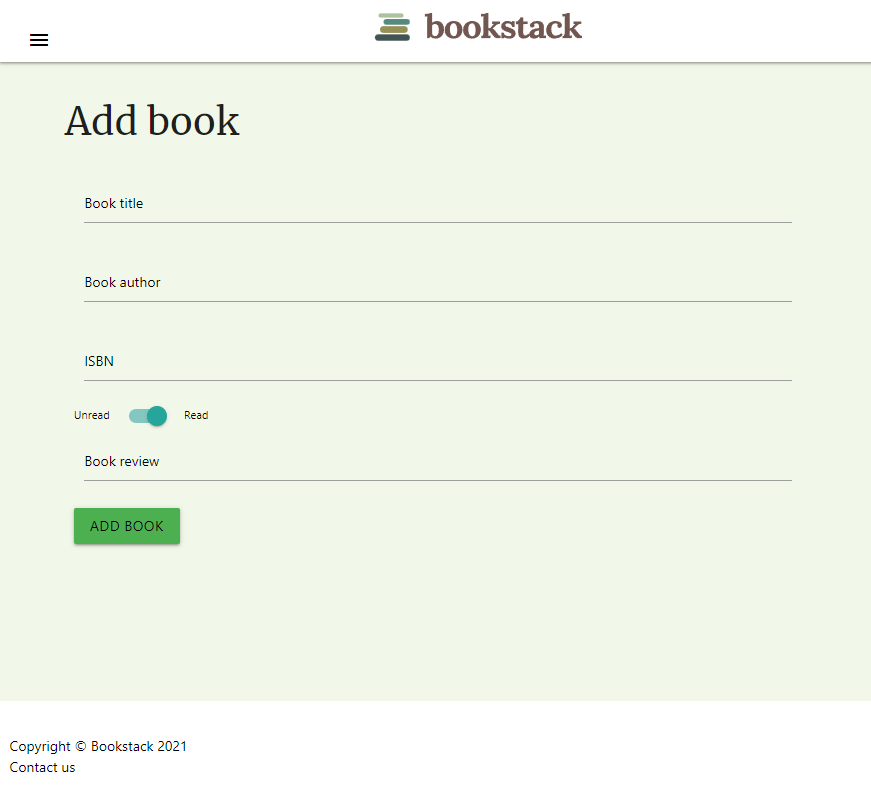 bookstack
Add book
Book title
Book author
ISBN
Unread Read
Book review
ADD BOOK
Copyright © Bookstack 2021
Contact us